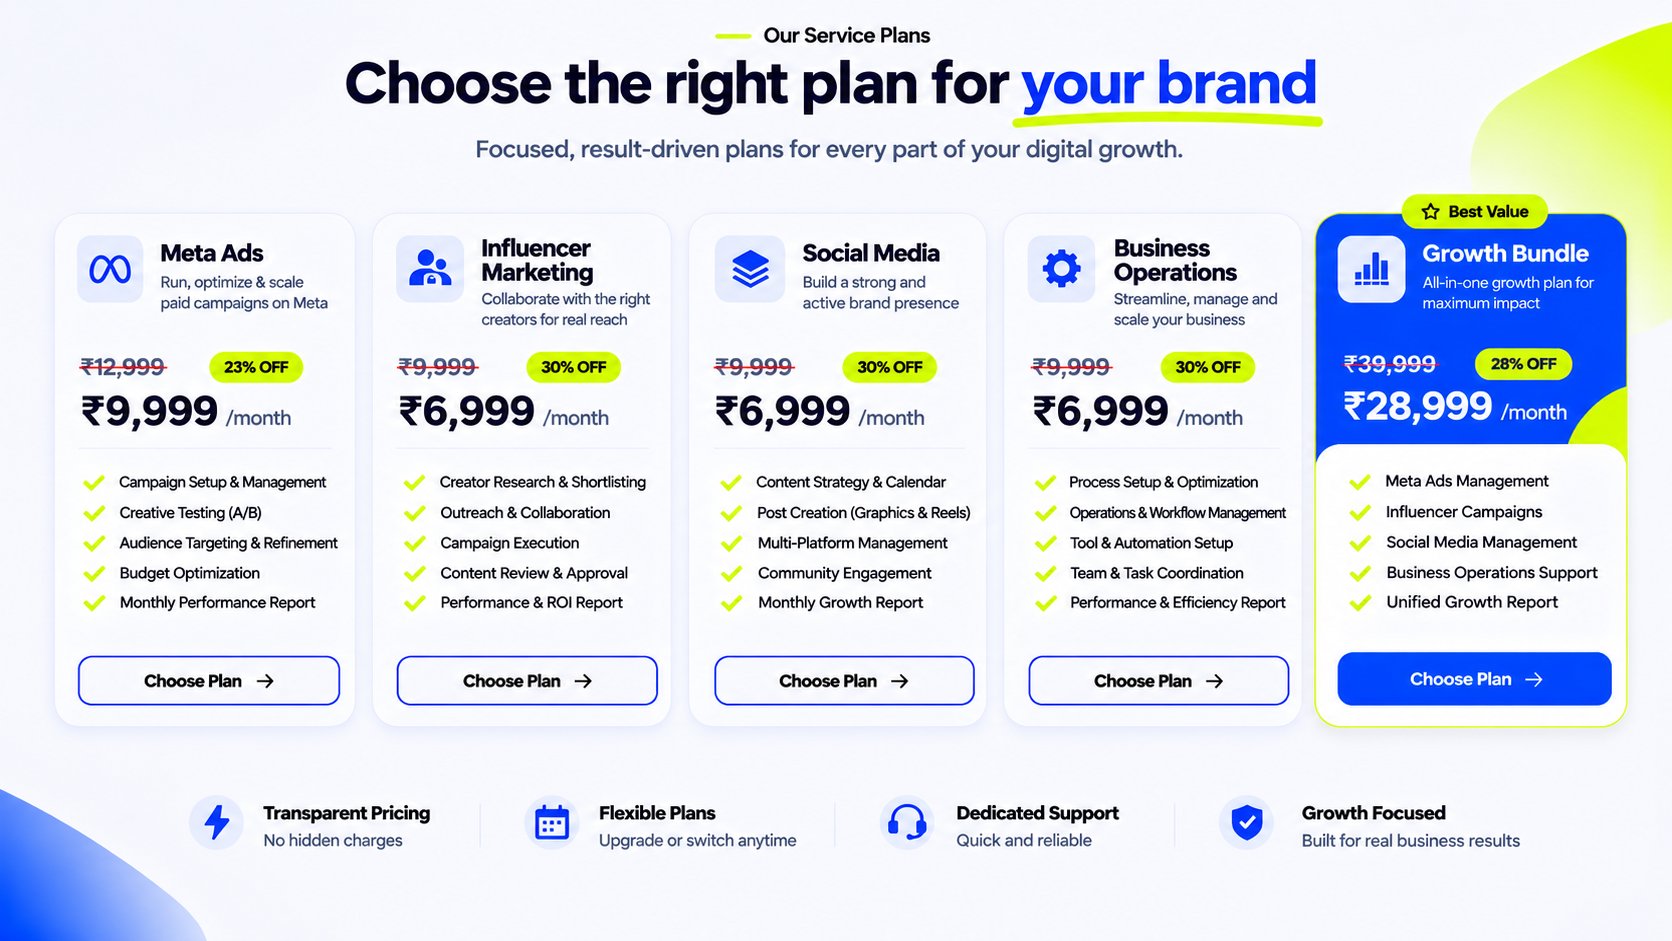 Our Service Plans
Choose the right plan for your brand
Focused, result-driven plans for every part of your digital growth.
Meta Ads
Run, optimize & scale
paid campaigns on Meta
₹12,999
23% OFF
₹9,999 /month
Campaign Setup & Management
Creative Testing (A/B)
Audience Targeting & Refinement
Budget Optimization
Monthly Performance Report
Choose Plan →
Influencer
Marketing
Collaborate with the right
creators for real reach
₹9,999
30% OFF
₹6,999 /month
Creator Research & Shortlisting
Outreach & Collaboration
Campaign Execution
Content Review & Approval
Performance & ROI Report
Choose Plan →
Social Media
Build a strong and
active brand presence
₹9,999
30% OFF
₹6,999 /month
Content Strategy & Calendar
Post Creation (Graphics & Reels)
Multi-Platform Management
Community Engagement
Monthly Growth Report
Choose Plan →
Business
Operations
Streamline, manage and
scale your business
₹9,999
30% OFF
₹6,999 /month
Process Setup & Optimization
Operations & Workflow Management
Tool & Automation Setup
Team & Task Coordination
Performance & Efficiency Report
Choose Plan →
Best Value
Growth Bundle
All-in-one growth plan for
maximum impact
₹39,999
28% OFF
₹28,999 /month
Meta Ads Management
Influencer Campaigns
Social Media Management
Business Operations Support
Unified Growth Report
Choose Plan →
Transparent Pricing
No hidden charges
Flexible Plans
Upgrade or switch anytime
Dedicated Support
Quick and reliable
Growth Focused
Built for real business results